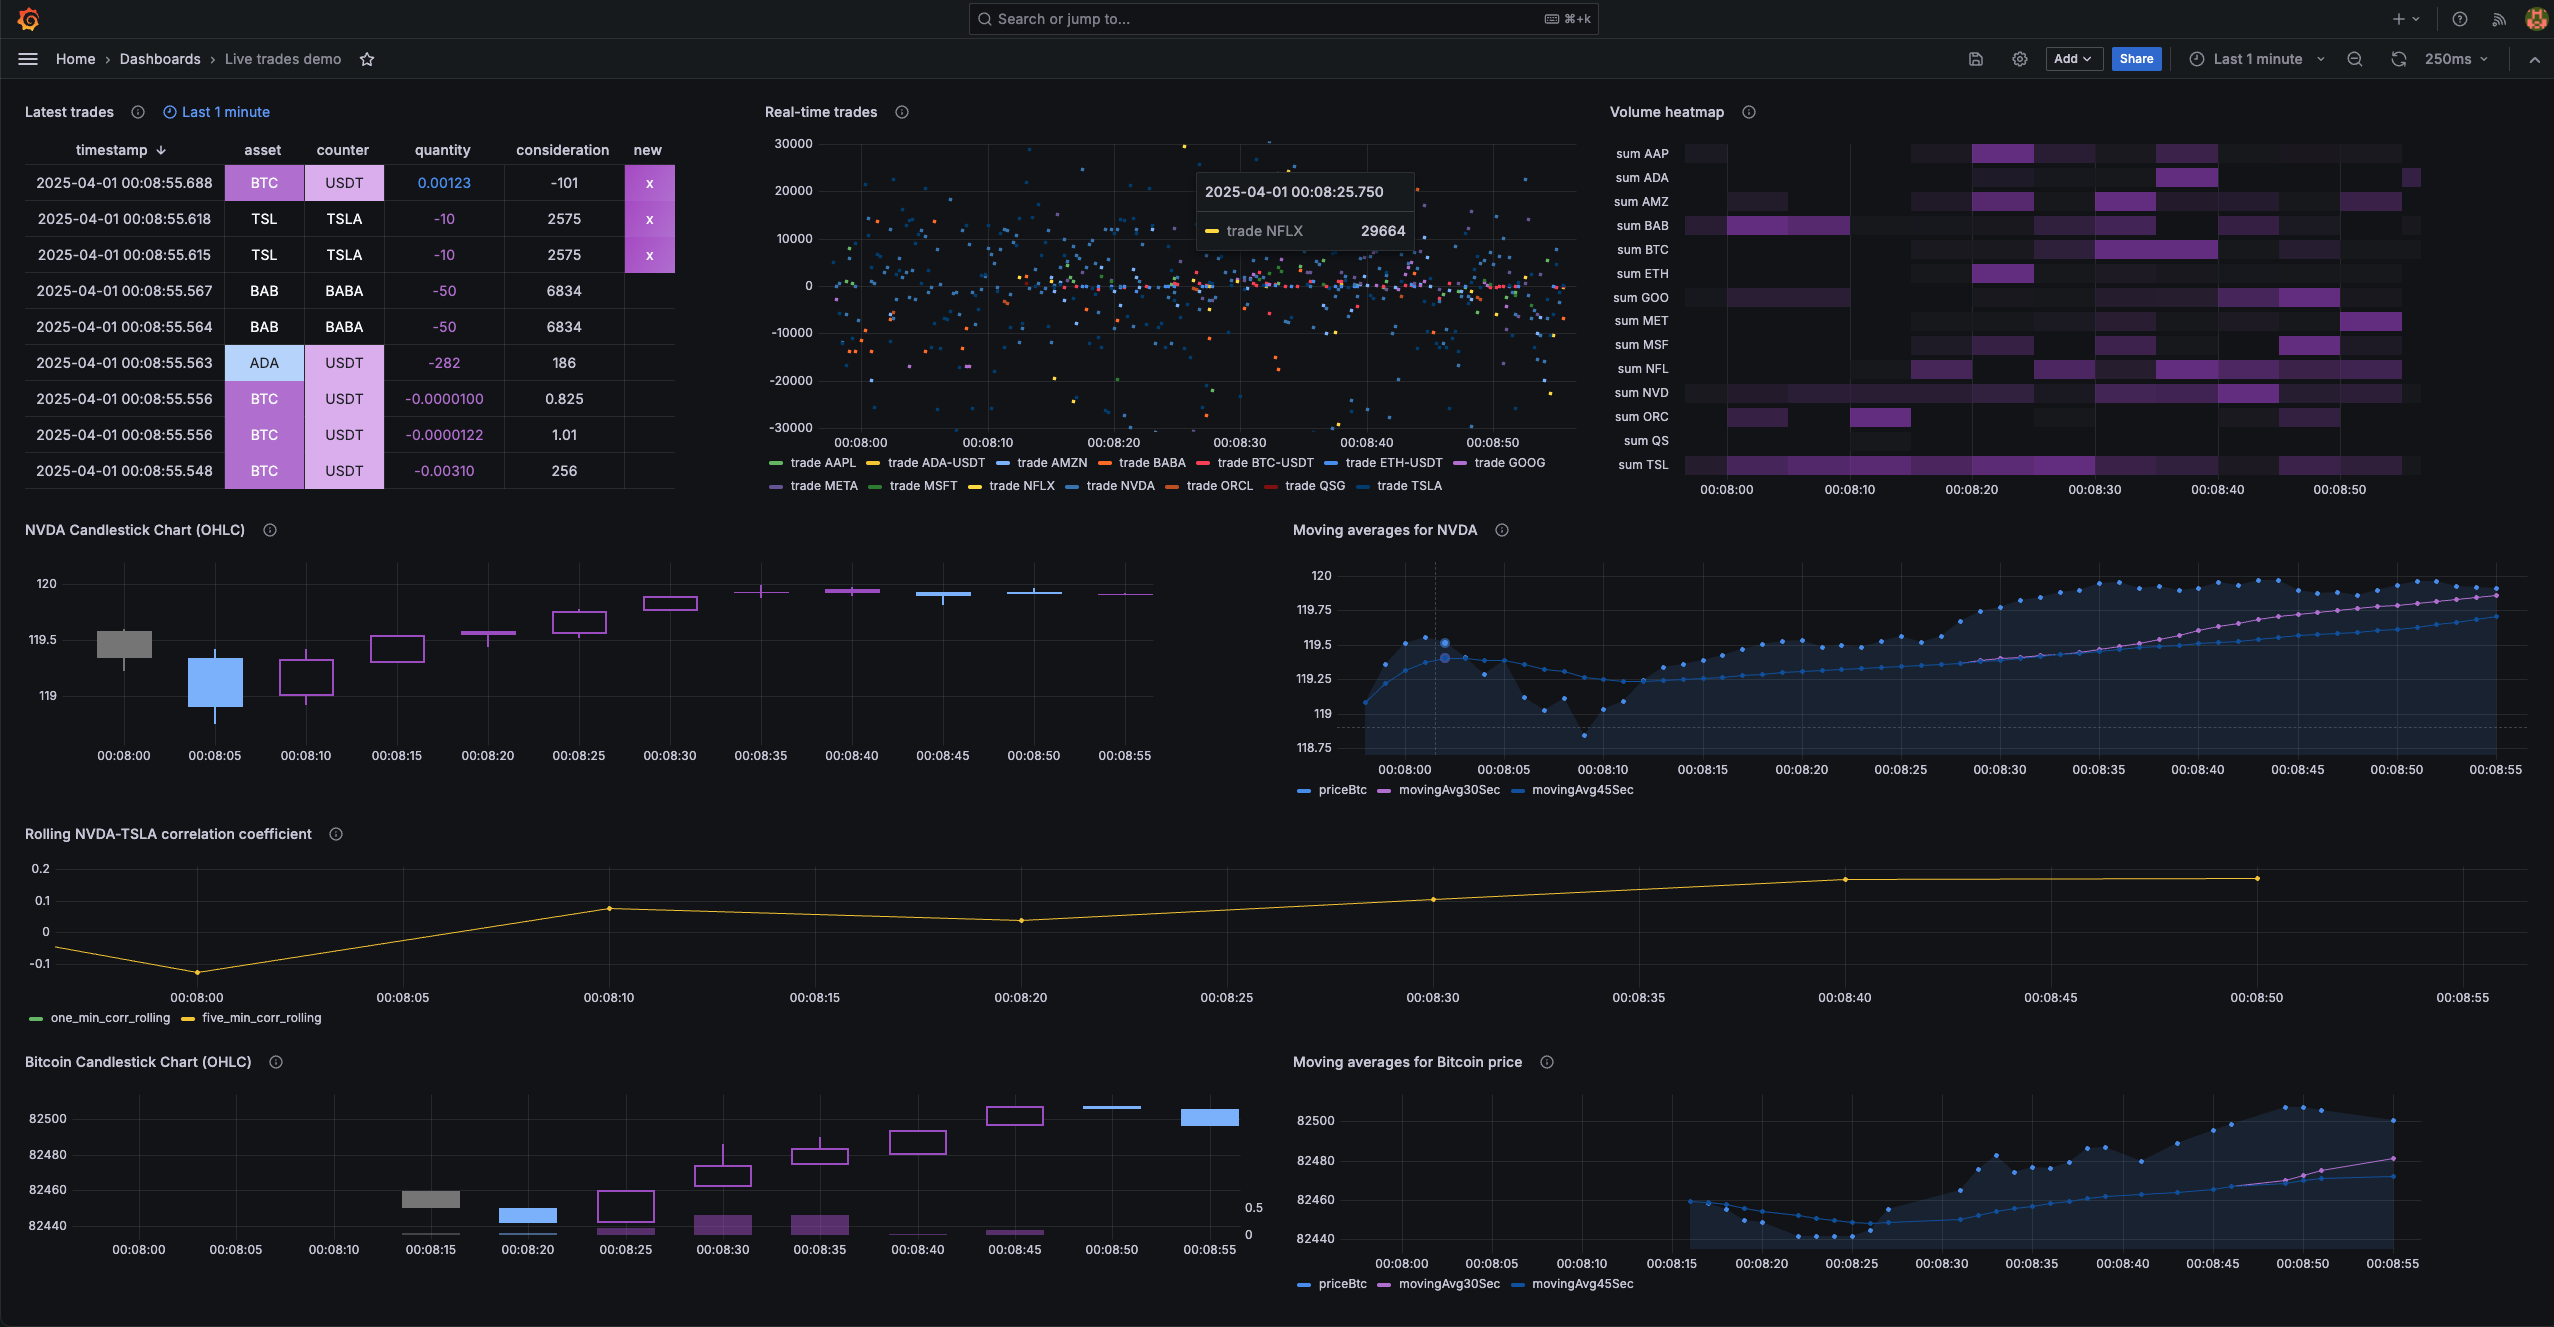 Search or jump to... ⌘+k
Home › Dashboards › Live trades demo
Add Share Last 1 minute 250ms
Latest trades Last 1 minute
timestamp ↓ asset counter quantity consideration new
2025-04-01 00:08:55.688 BTC USDT 0.00123 -101 x
2025-04-01 00:08:55.618 TSL TSLA -10 2575 x
2025-04-01 00:08:55.615 TSL TSLA -10 2575 x
2025-04-01 00:08:55.567 BAB BABA -50 6834
2025-04-01 00:08:55.564 BAB BABA -50 6834
2025-04-01 00:08:55.563 ADA USDT -282 186
2025-04-01 00:08:55.556 BTC USDT -0.0000100 0.825
2025-04-01 00:08:55.556 BTC USDT -0.0000122 1.01
2025-04-01 00:08:55.548 BTC USDT -0.00310 256
Real-time trades
30000
20000
10000
0
-10000
-20000
-30000
2025-04-01 00:08:25.750
trade NFLX 29664
00:08:00 00:08:10 00:08:20 00:08:30 00:08:40 00:08:50
trade AAPL trade ADA-USDT trade AMZN trade BABA trade BTC-USDT trade ETH-USDT trade GOOG
trade META trade MSFT trade NFLX trade NVDA trade ORCL trade QSG trade TSLA
Volume heatmap
sum AAP
sum ADA
sum AMZ
sum BAB
sum BTC
sum ETH
sum GOO
sum MET
sum MSF
sum NFL
sum NVD
sum ORC
sum QS
sum TSL
00:08:00 00:08:10 00:08:20 00:08:30 00:08:40 00:08:50
NVDA Candlestick Chart (OHLC)
120
119.5
119
00:08:00 00:08:05 00:08:10 00:08:15 00:08:20 00:08:25 00:08:30 00:08:35 00:08:40 00:08:45 00:08:50 00:08:55
Moving averages for NVDA
120
119.75
119.5
119.25
119
118.75
00:08:00 00:08:05 00:08:10 00:08:15 00:08:20 00:08:25 00:08:30 00:08:35 00:08:40 00:08:45 00:08:50 00:08:55
priceBtc movingAvg30Sec movingAvg45Sec
Rolling NVDA-TSLA correlation coefficient
0.2
0.1
0
-0.1
00:08:00 00:08:05 00:08:10 00:08:15 00:08:20 00:08:25 00:08:30 00:08:35 00:08:40 00:08:45 00:08:50 00:08:55
one_min_corr_rolling five_min_corr_rolling
Bitcoin Candlestick Chart (OHLC)
82500
82480
82460
82440
0.5
0
00:08:00 00:08:05 00:08:10 00:08:15 00:08:20 00:08:25 00:08:30 00:08:35 00:08:40 00:08:45 00:08:50 00:08:55
Moving averages for Bitcoin price
82500
82480
82460
82440
00:08:00 00:08:05 00:08:10 00:08:15 00:08:20 00:08:25 00:08:30 00:08:35 00:08:40 00:08:45 00:08:50 00:08:55
priceBtc movingAvg30Sec movingAvg45Sec